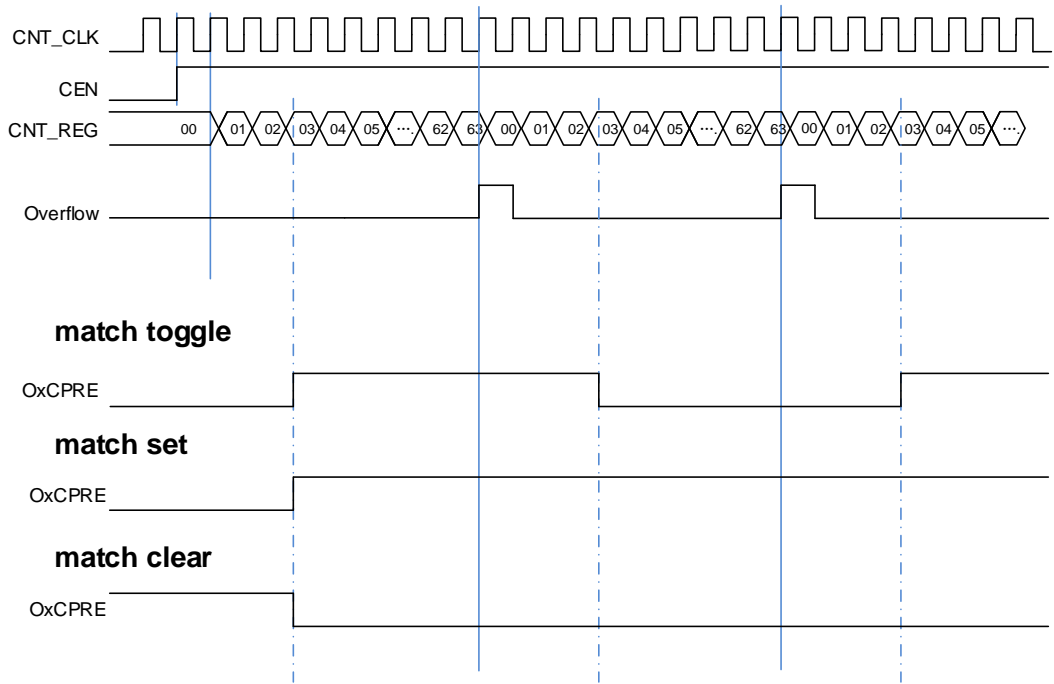 CNT_CLK
CEN
CNT_REG 00 01 02 03 04 05 ···. 62 63 00 01 02 03 04 05 ···. 62 63 00 01 02 03 04 05 ···.
Overflow
match toggle
OxCPRE
match set
OxCPRE
match clear
OxCPRE